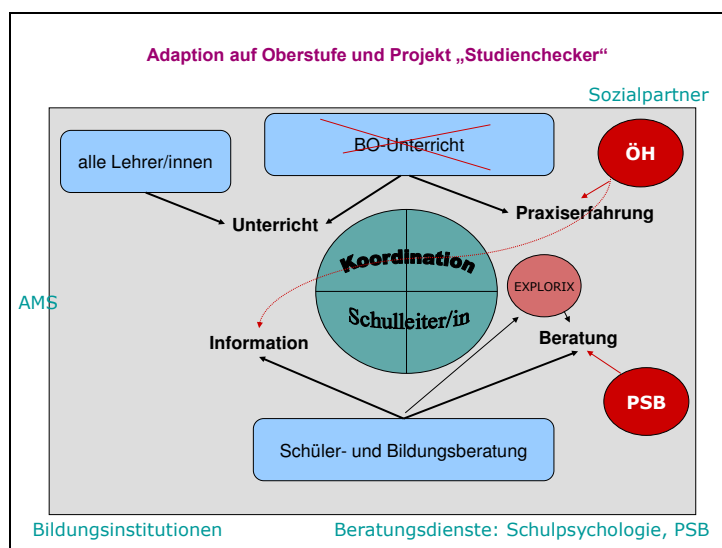 Adaption auf Oberstufe und Projekt „Studienchecker“
Sozialpartner
alle Lehrer/innen
BO-Unterricht
ÖH
Unterricht
Praxiserfahrung
Koordination
Schulleiter/in
EXPLORIX
AMS
Information
Beratung
PSB
Schüler- und Bildungsberatung
Bildungsinstitutionen
Beratungsdienste: Schulpsychologie, PSB